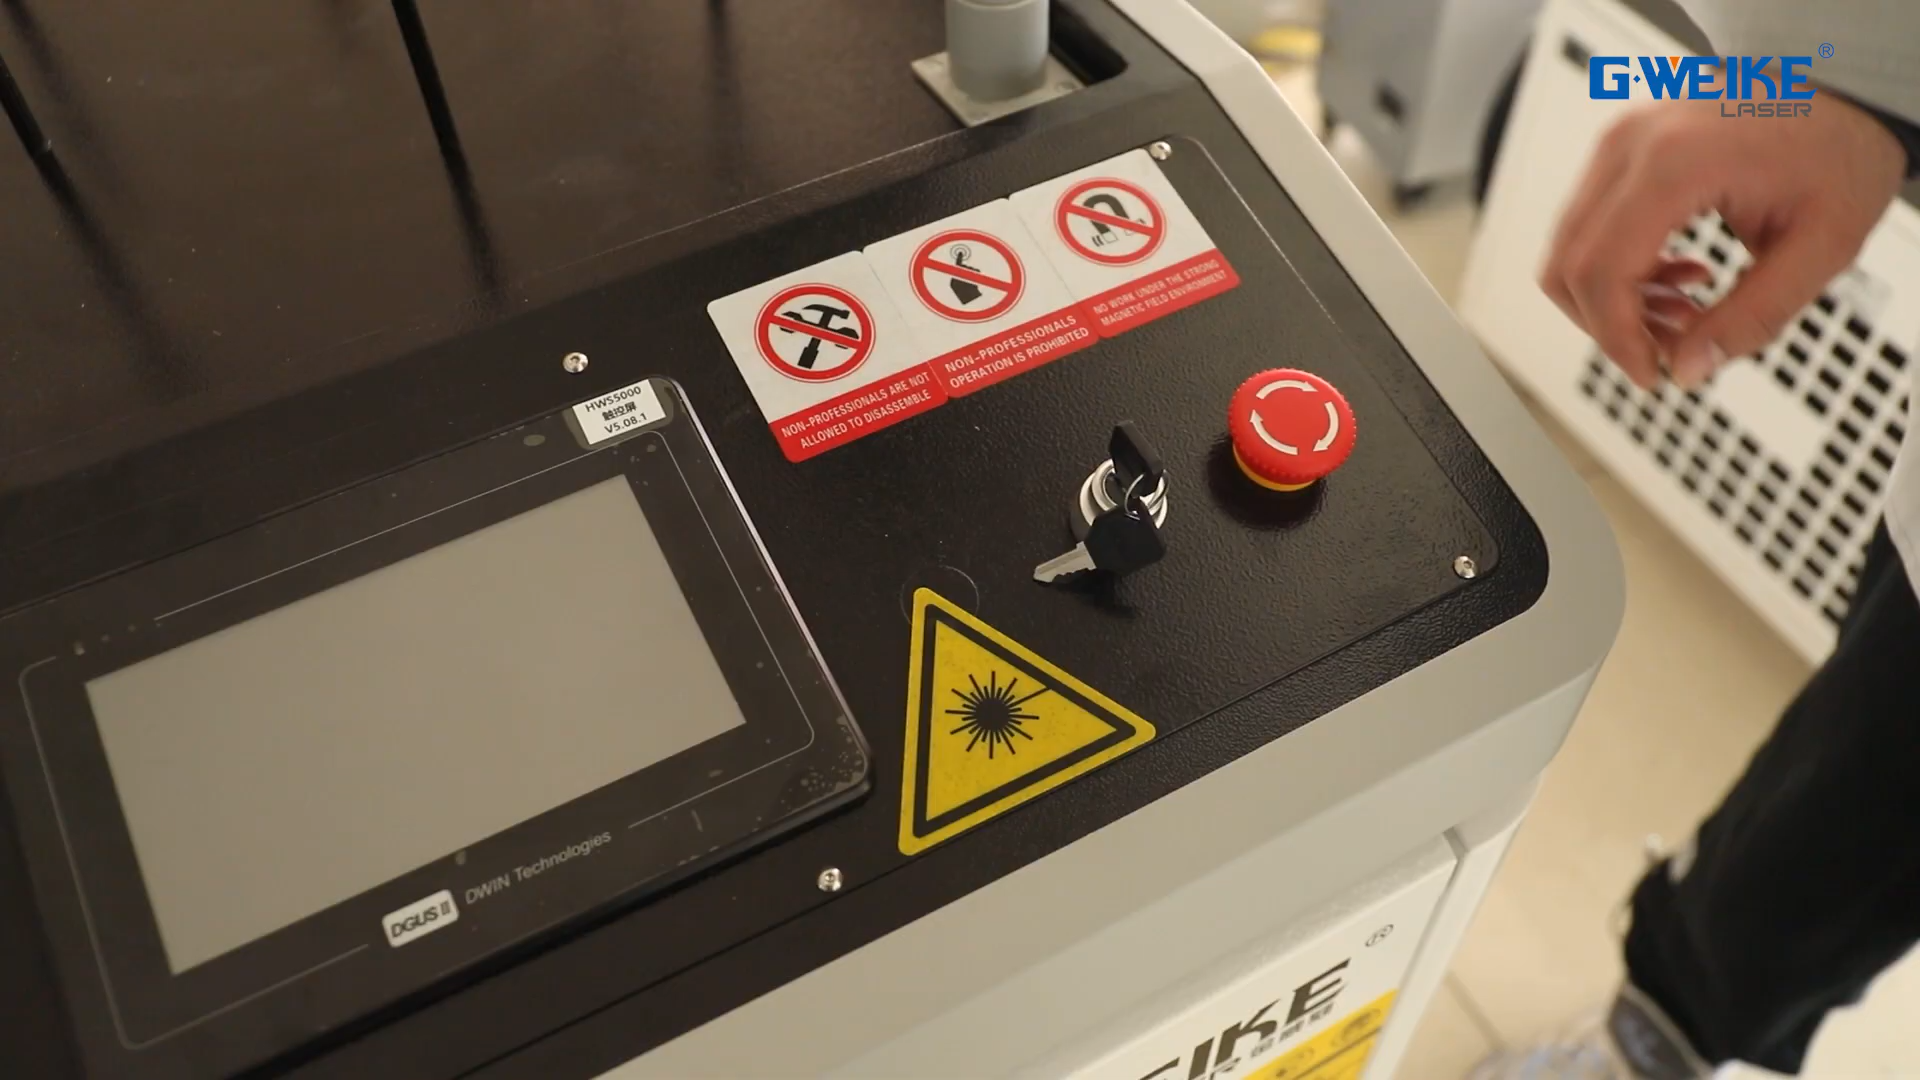 G·WEIKE®
LASER
NON-PROFESSIONALS ARE NOT
ALLOWED TO DISASSEMBLE
NON-PROFESSIONALS
OPERATION IS PROHIBITED
NO WORK UNDER THE STRONG
MAGNETIC FIELD ENVIRONMENT
HWS5000
触控屏
V5.08.1
DGUS II DWIN Technologies
®
EIKE